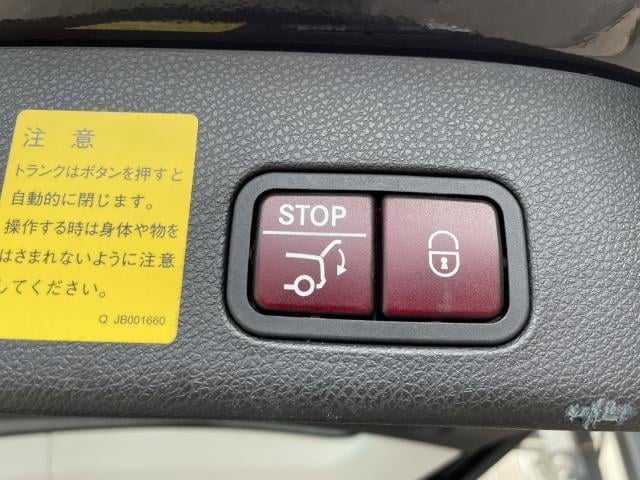 注 意
トランクはボタンを押すと
自動的に閉じます。
操作する時は身体や物を
はさまれないように注意
してください。
Q JB001660
STOP